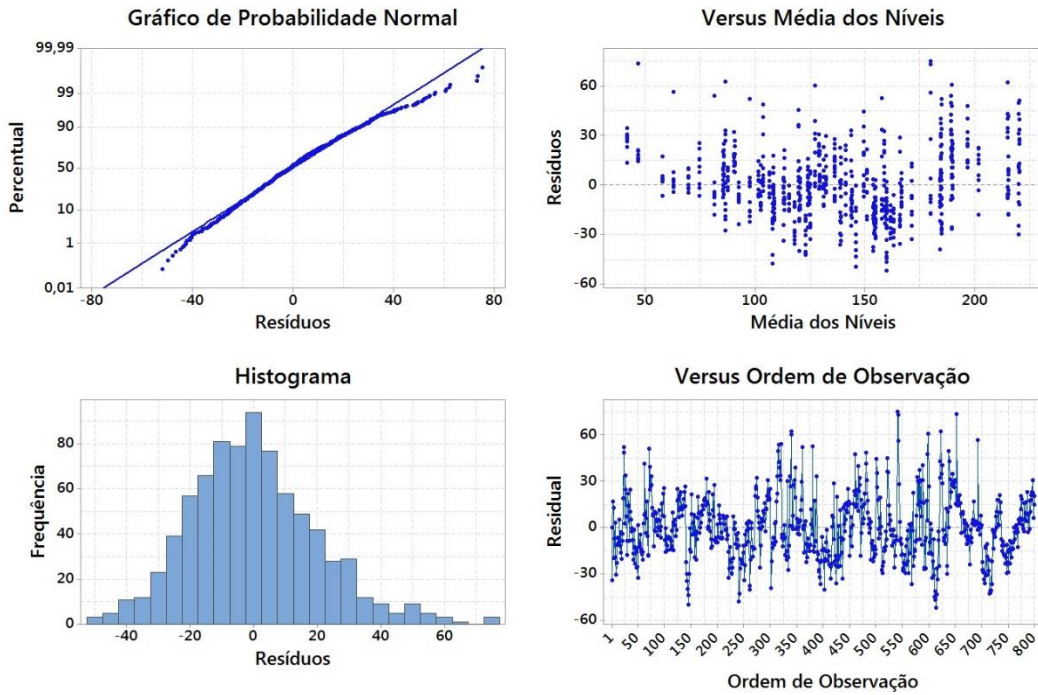 Gráfico de Probabilidade Normal
99,99
99
90
50
10
1
0,01
Percentual
-80 -40 0 40 80
Resíduos
Versus Média dos Níveis
60
30
0
-30
-60
Resíduos
50 100 150 200
Média dos Níveis
Histograma
80
60
40
20
0
Frequência
-40 -20 0 20 40 60
Resíduos
Versus Ordem de Observação
60
30
0
-30
-60
Residual
1 50 100 150 200 250 300 350 400 450 500 550 600 650 700 750 800
Ordem de Observação